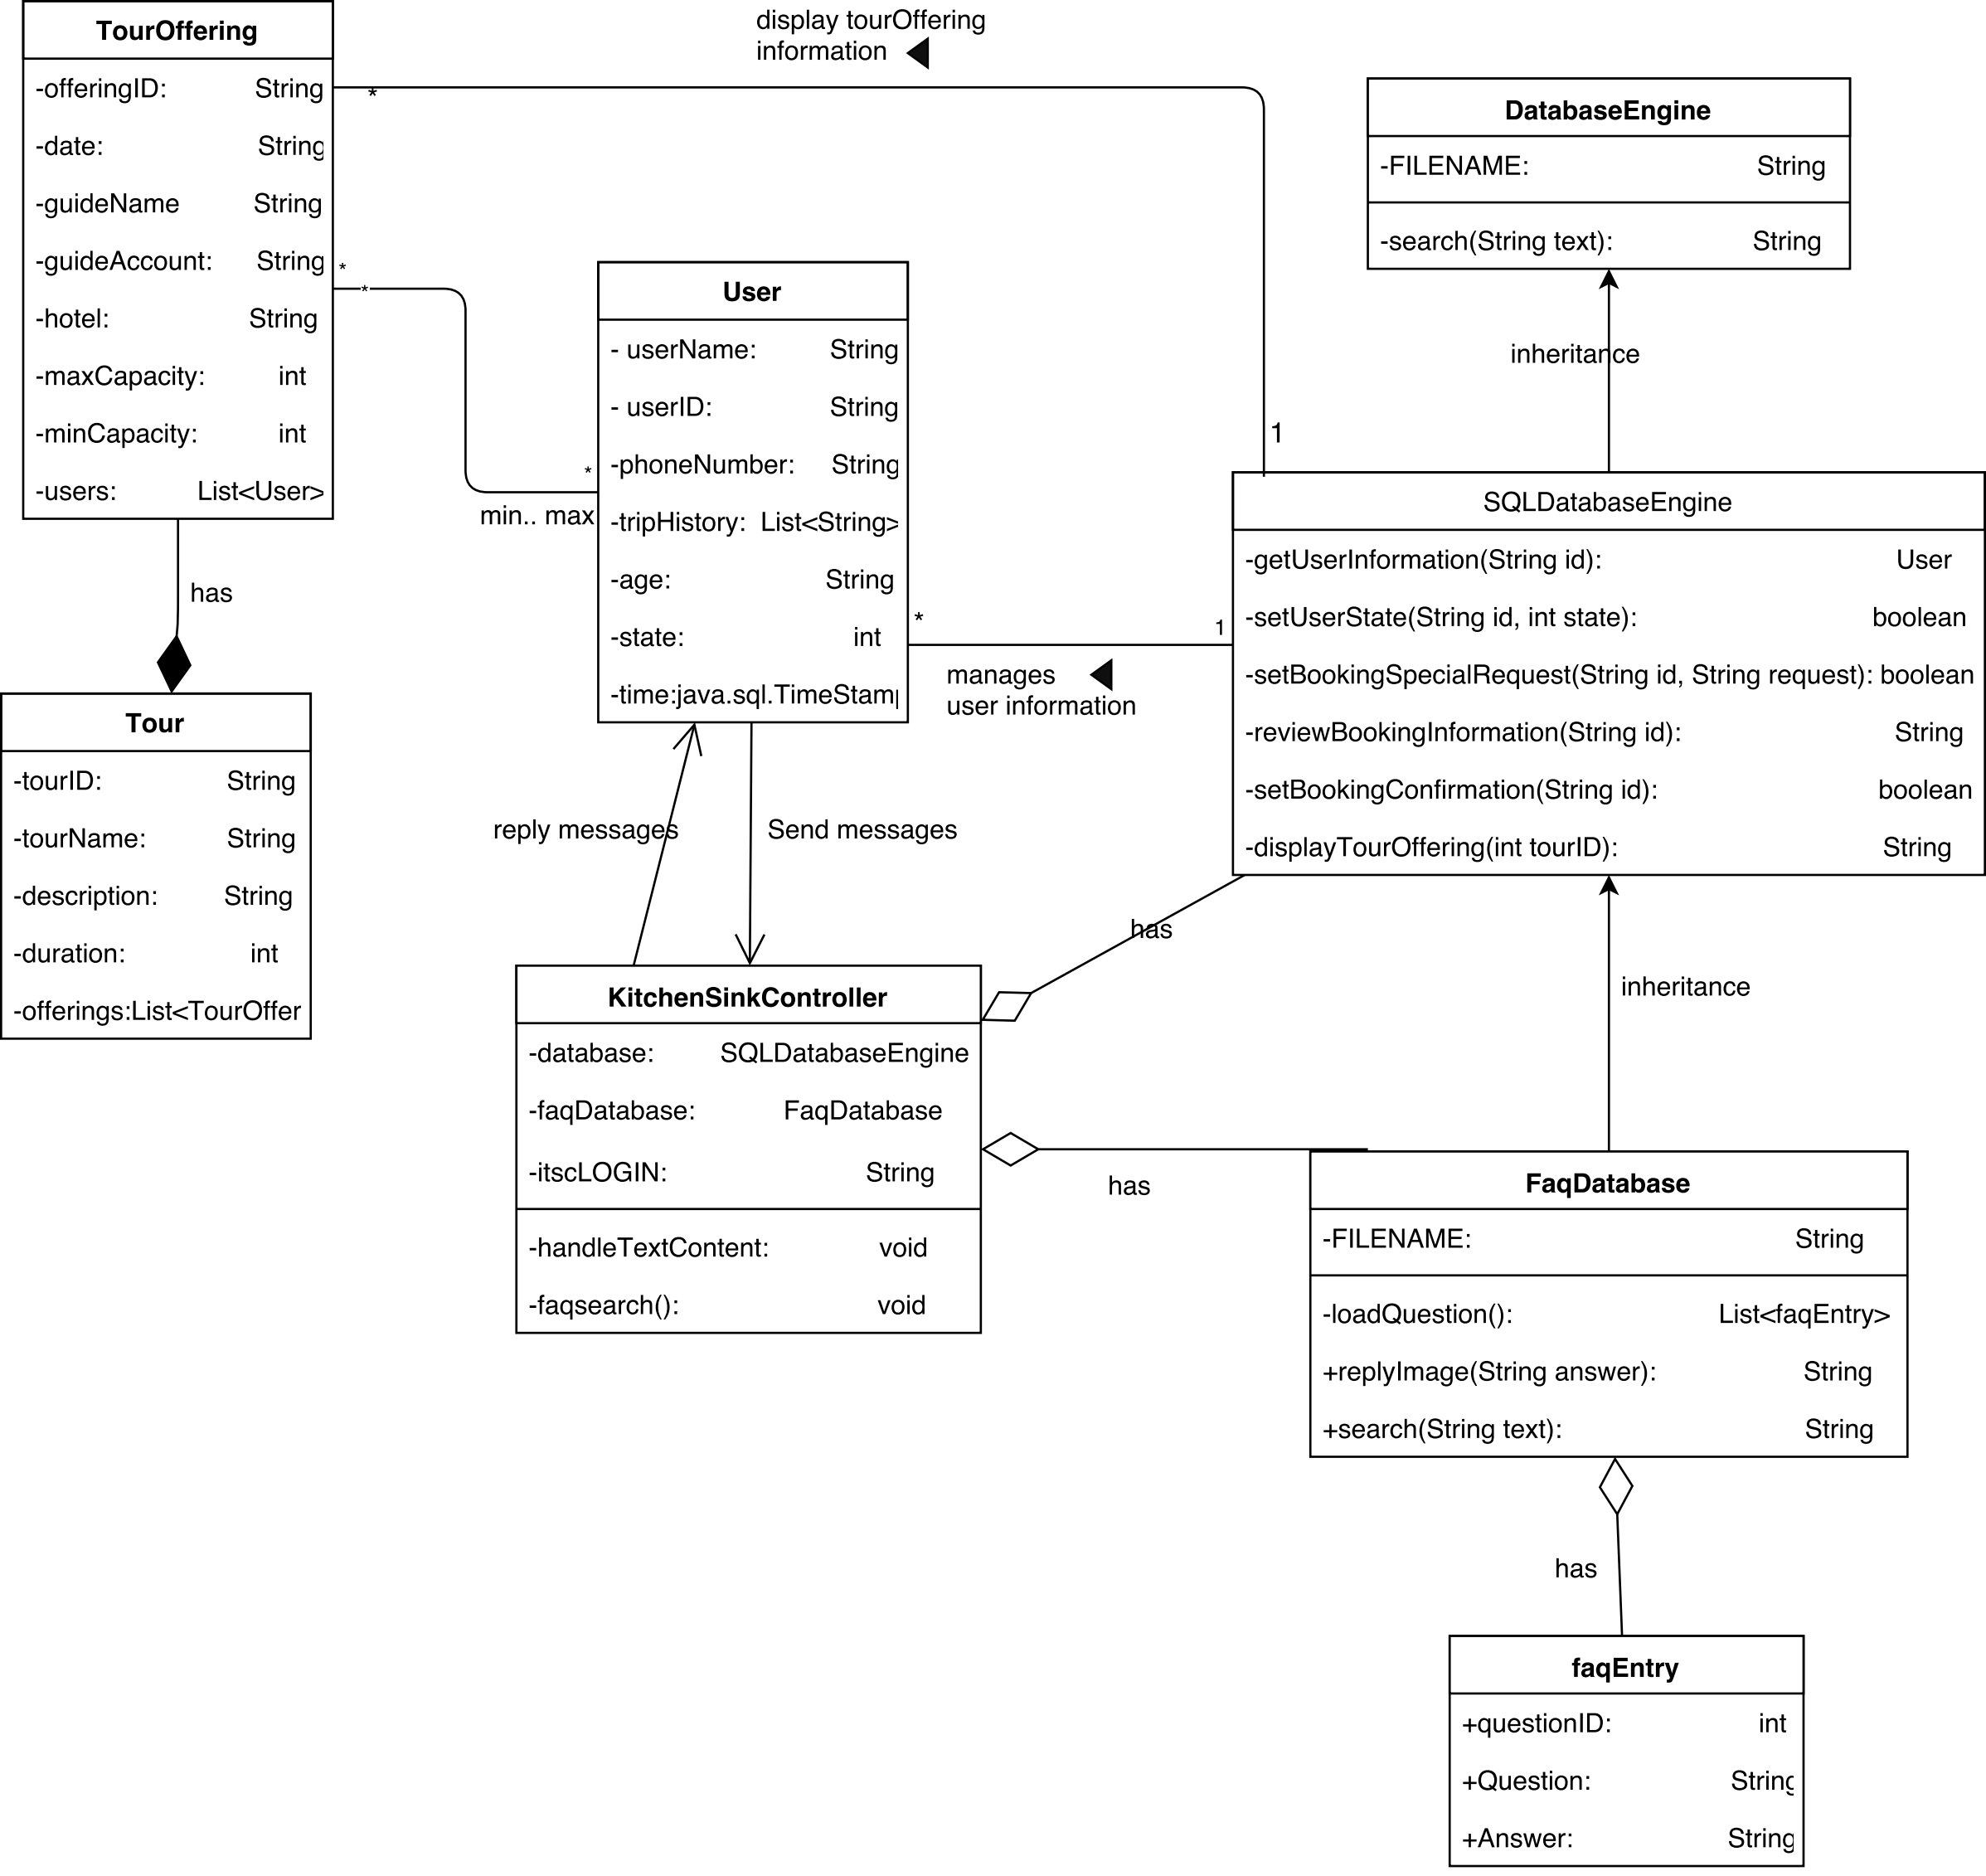 TourOffering
-offeringID: String
-date: String
-guideName String
-guideAccount: String
-hotel: String
-maxCapacity: int
-minCapacity: int
-users: List<User>
display tourOffering
information
*
1
*
*
*
min.. max
has
Tour
-tourID: String
-tourName: String
-description: String
-duration: int
-offerings:List<TourOffer
User
- userName: String
- userID: String
-phoneNumber: String
-tripHistory: List<String>
-age: String
-state: int
-time:java.sql.TimeStam
*
1
manages
user information
reply messages
Send messages
DatabaseEngine
-FILENAME: String
-search(String text): String
inheritance
SQLDatabaseEngine
-getUserInformation(String id): User
-setUserState(String id, int state): boolean
-setBookingSpecialRequest(String id, String request): boolean
-reviewBookingInformation(String id): String
-setBookingConfirmation(String id): boolean
-displayTourOffering(int tourID): String
has
inheritance
KitchenSinkController
-database: SQLDatabaseEngine
-faqDatabase: FaqDatabase
-itscLOGIN: String
-handleTextContent: void
-faqsearch(): void
has
FaqDatabase
-FILENAME: String
-loadQuestion(): List<faqEntry>
+replyImage(String answer): String
+search(String text): String
has
faqEntry
+questionID: int
+Question: String
+Answer: String